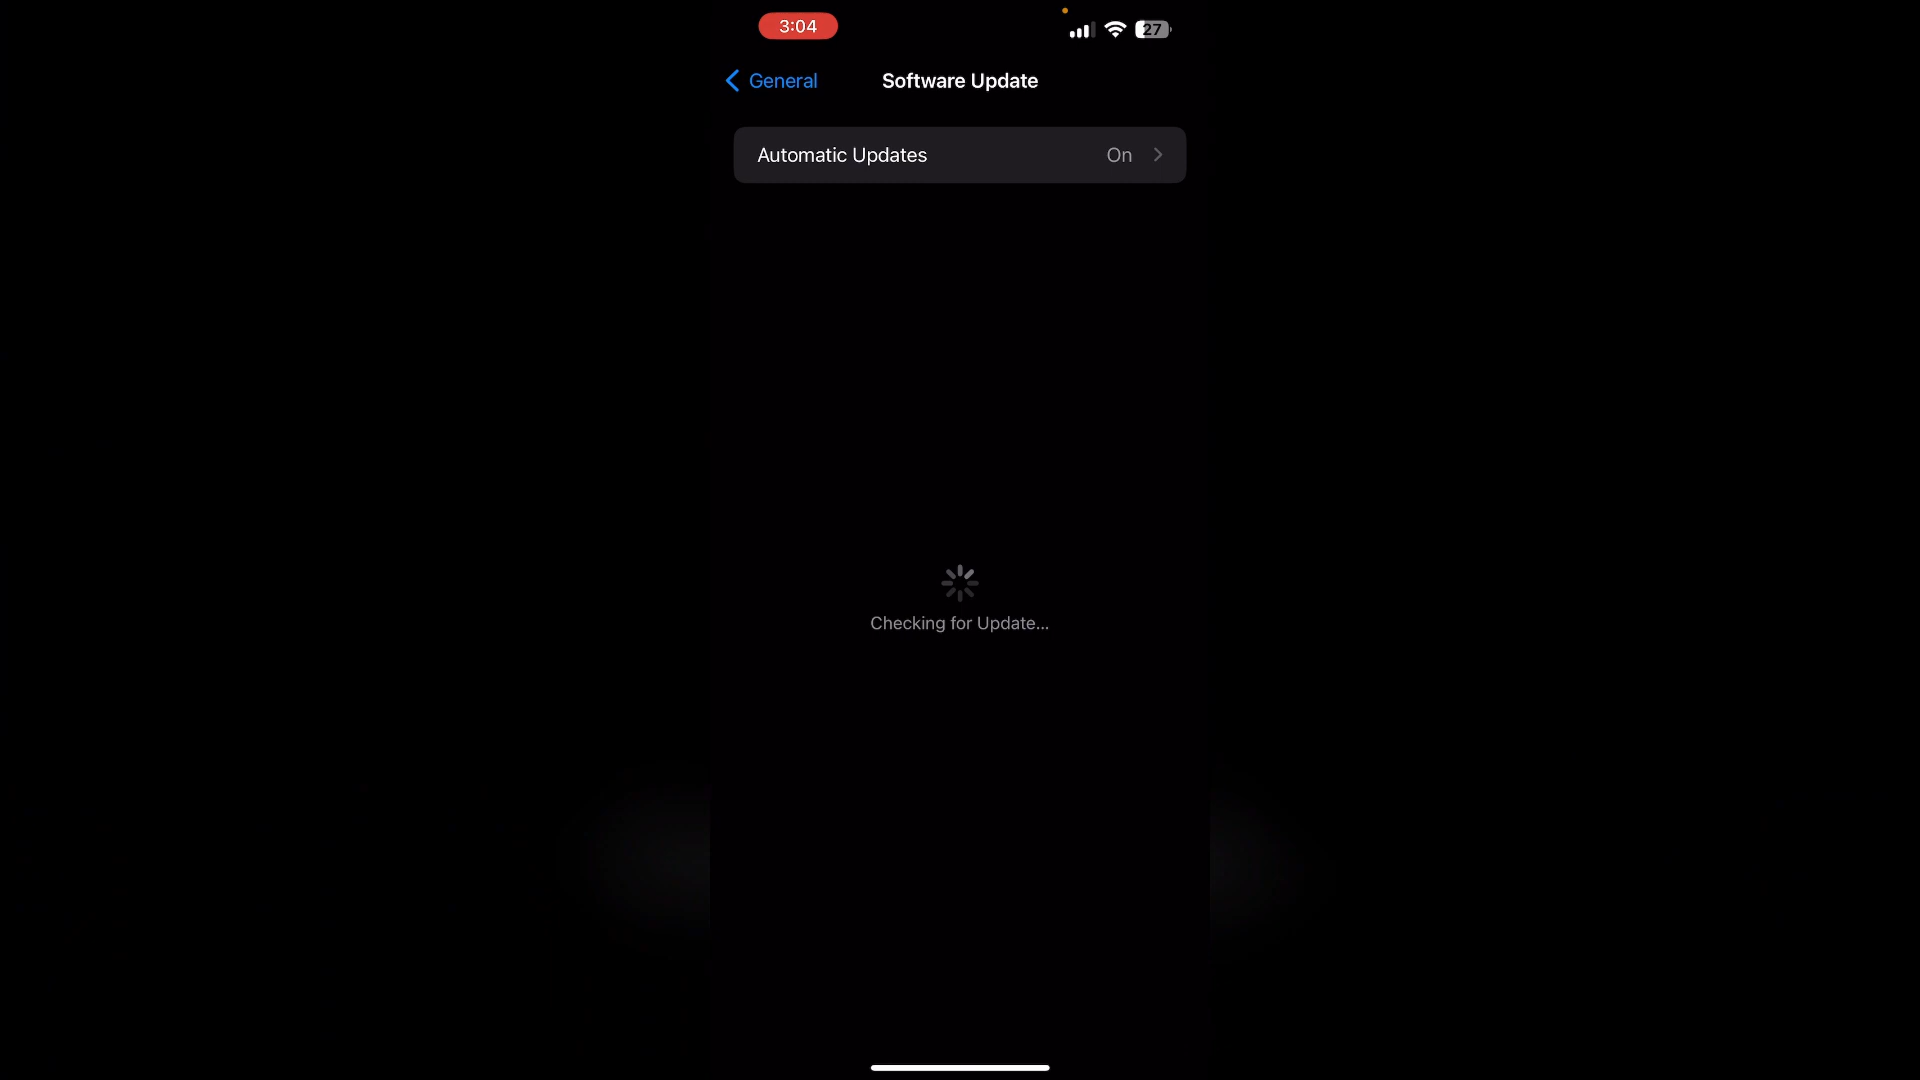 3:04
27
General
Software Update
Automatic Updates
On
Checking for Update...